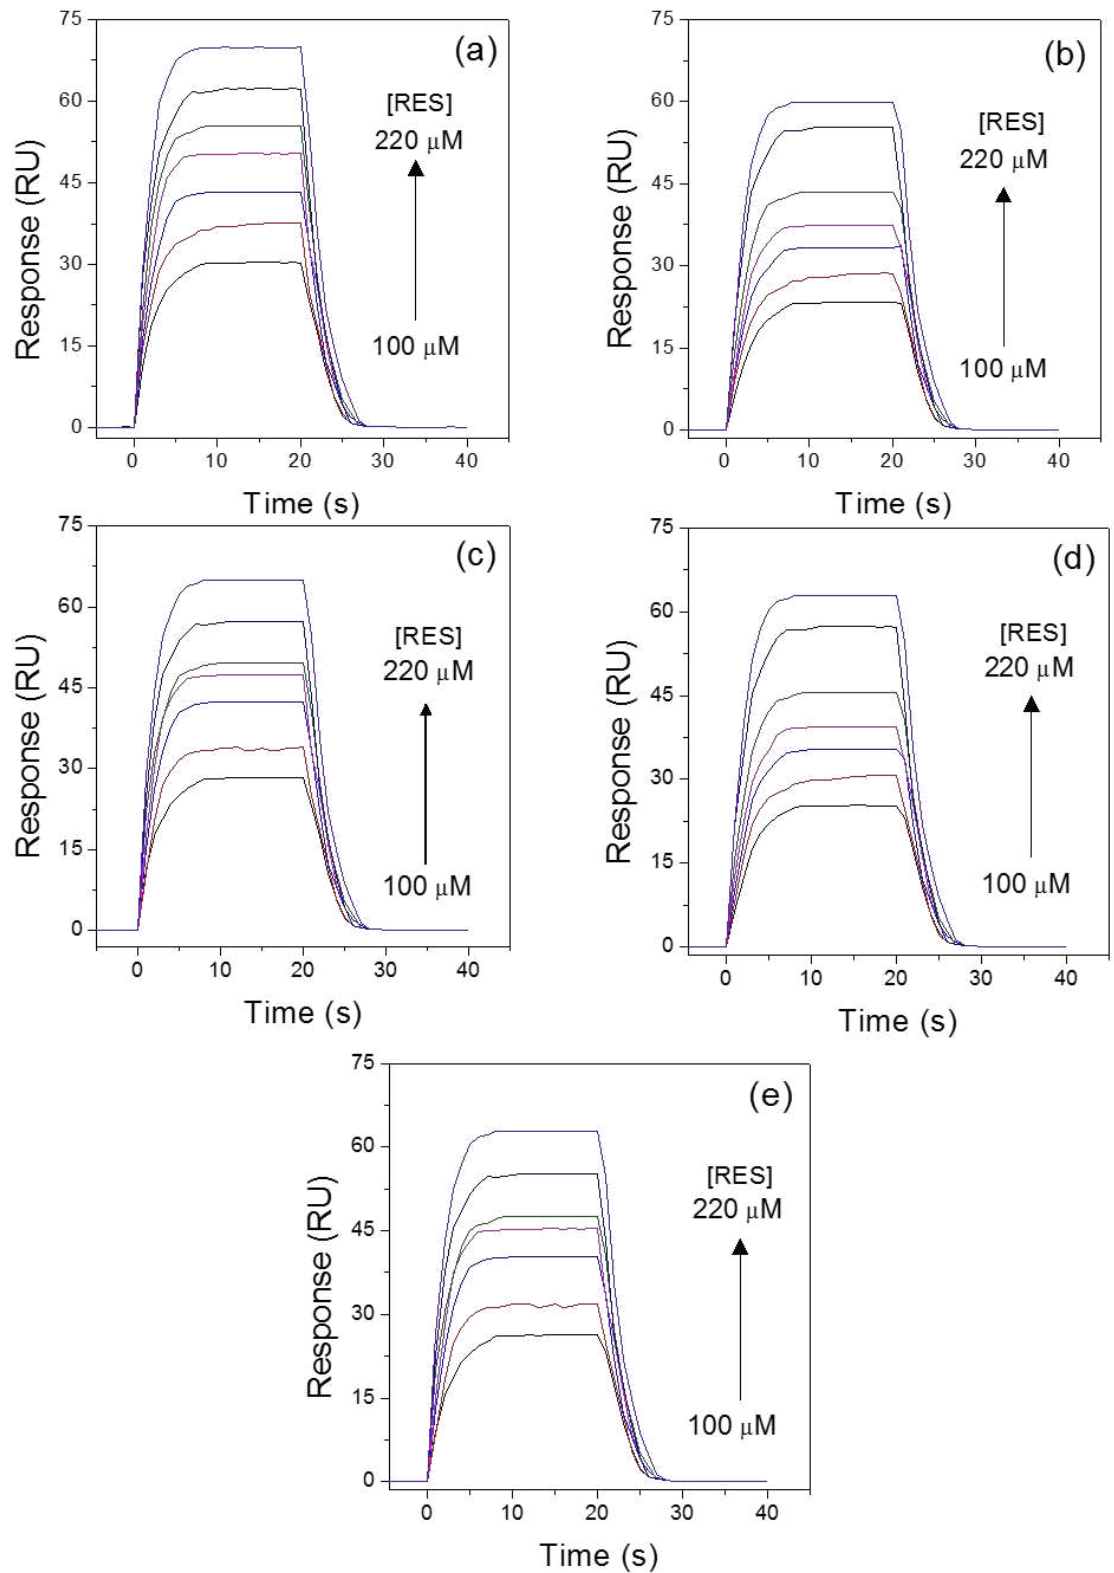 (a)
[RES]
220 μM
100 μM
75
60
45
30
15
0
Response (RU)
0 10 20 30 40
Time (s)
(b)
[RES]
220 μM
100 μM
75
60
45
30
15
0
Response (RU)
0 10 20 30 40
Time (s)
(c)
[RES]
220 μM
100 μM
75
60
45
30
15
0
Response (RU)
0 10 20 30 40
Time (s)
(d)
[RES]
220 μM
100 μM
75
60
45
30
15
0
Response (RU)
0 10 20 30 40
Time (s)
(e)
[RES]
220 μM
100 μM
75
60
45
30
15
0
Response (RU)
0 10 20 30 40
Time (s)